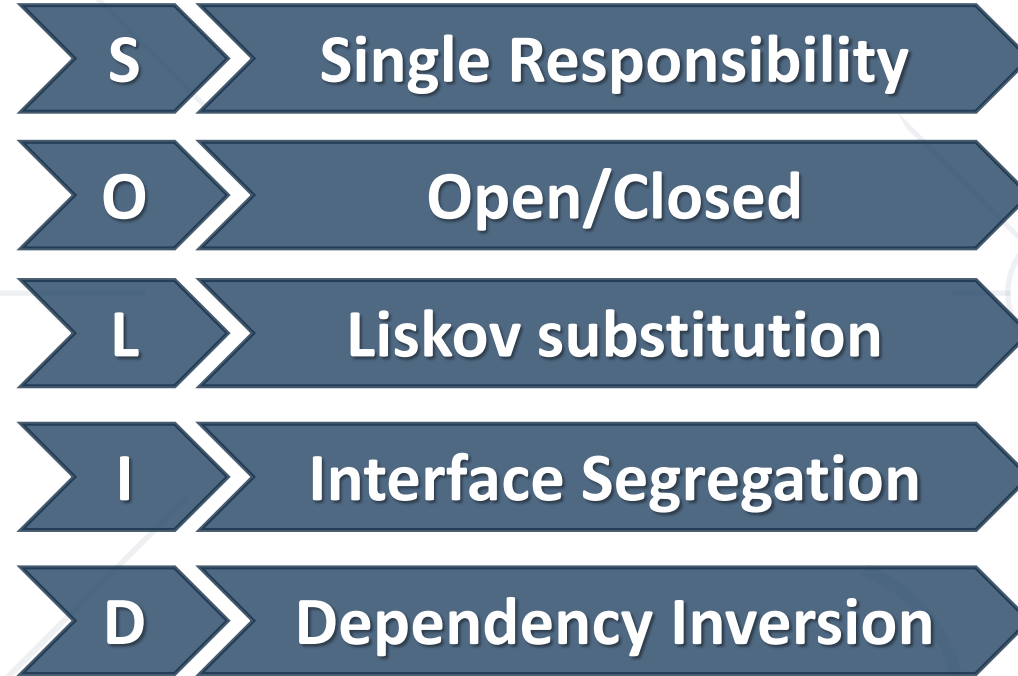 S Single Responsibility
O Open/Closed
L Liskov substitution
I Interface Segregation
D Dependency Inversion